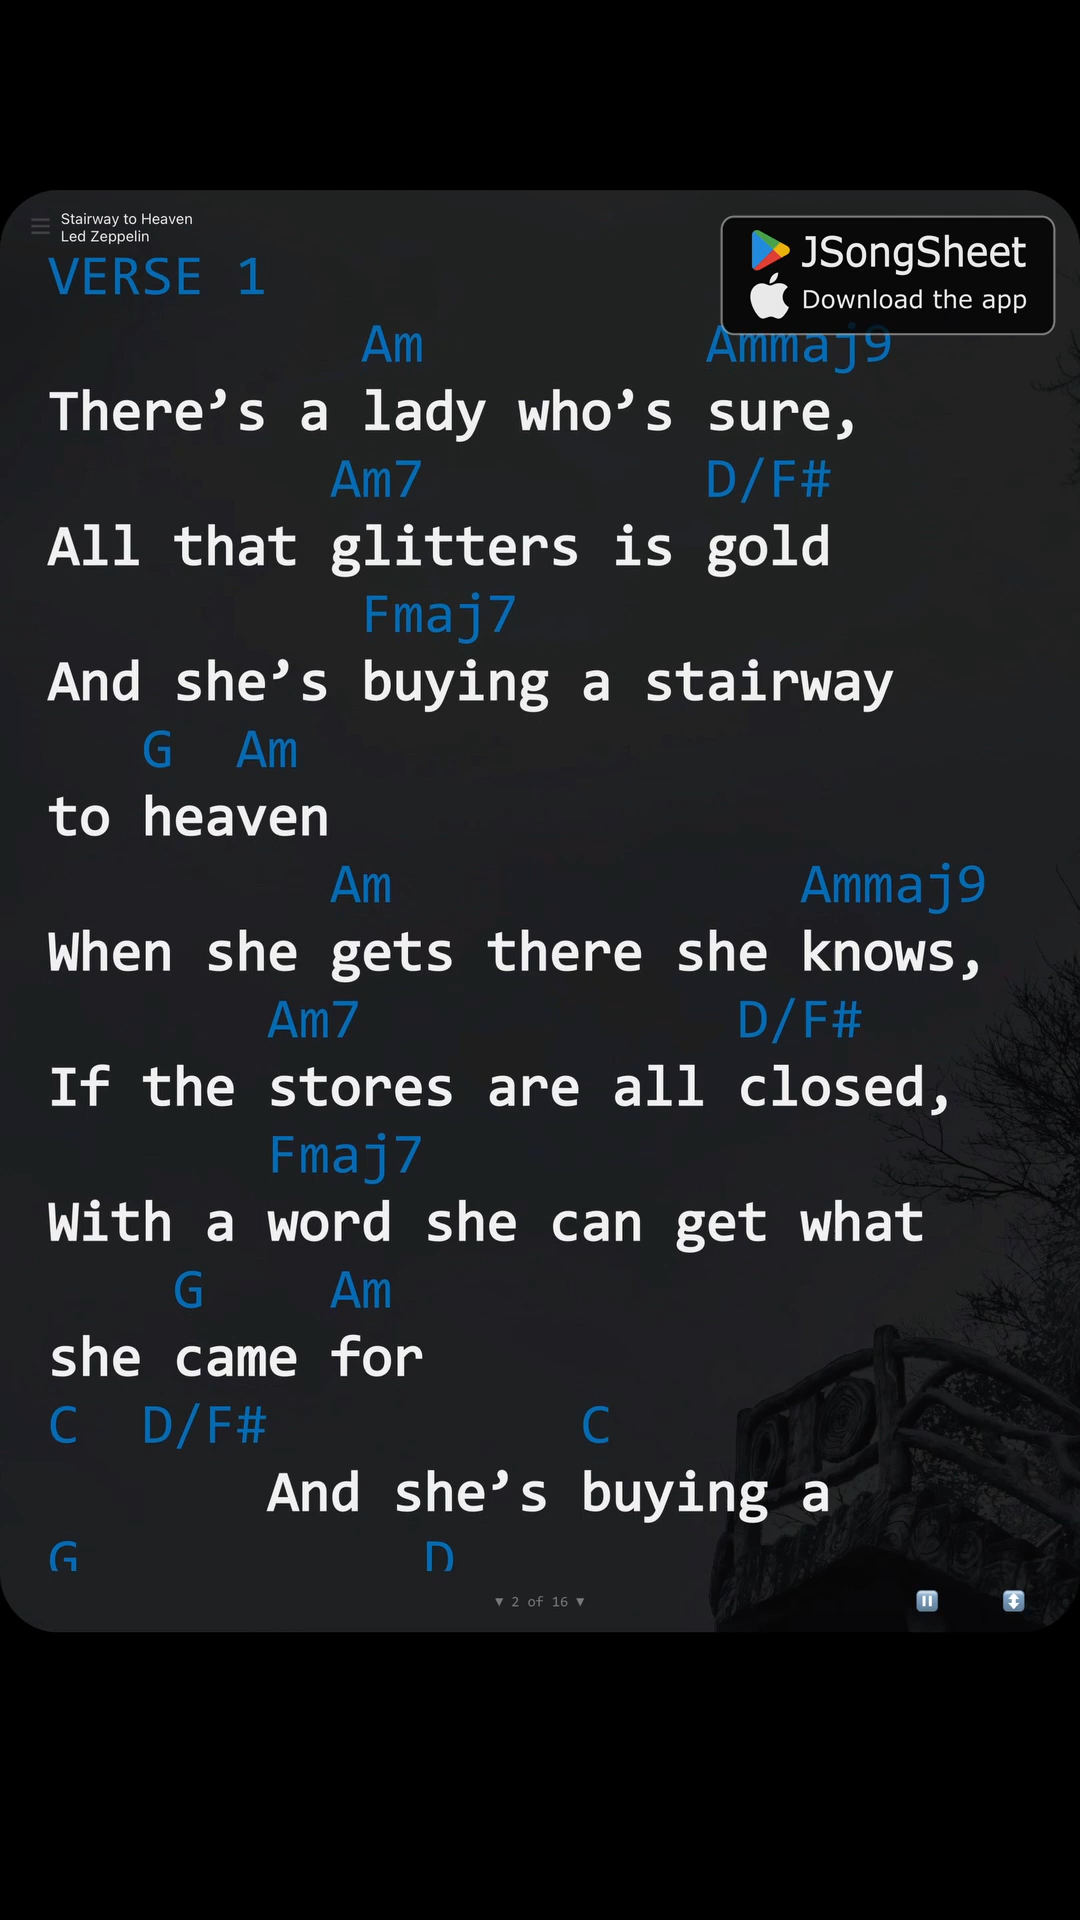 Stairway to Heaven
Led Zeppelin
JSongSheet
Download the app
VERSE 1
Am Ammaj9
There’s a lady who’s sure,
Am7 D/F#
All that glitters is gold
Fmaj7
And she’s buying a stairway
G Am
to heaven
Am Ammaj9
When she gets there she knows,
Am7 D/F#
If the stores are all closed,
Fmaj7
With a word she can get what
G Am
she came for
C D/F# C
And she’s buying a
G D
▼ 2 of 16 ▼